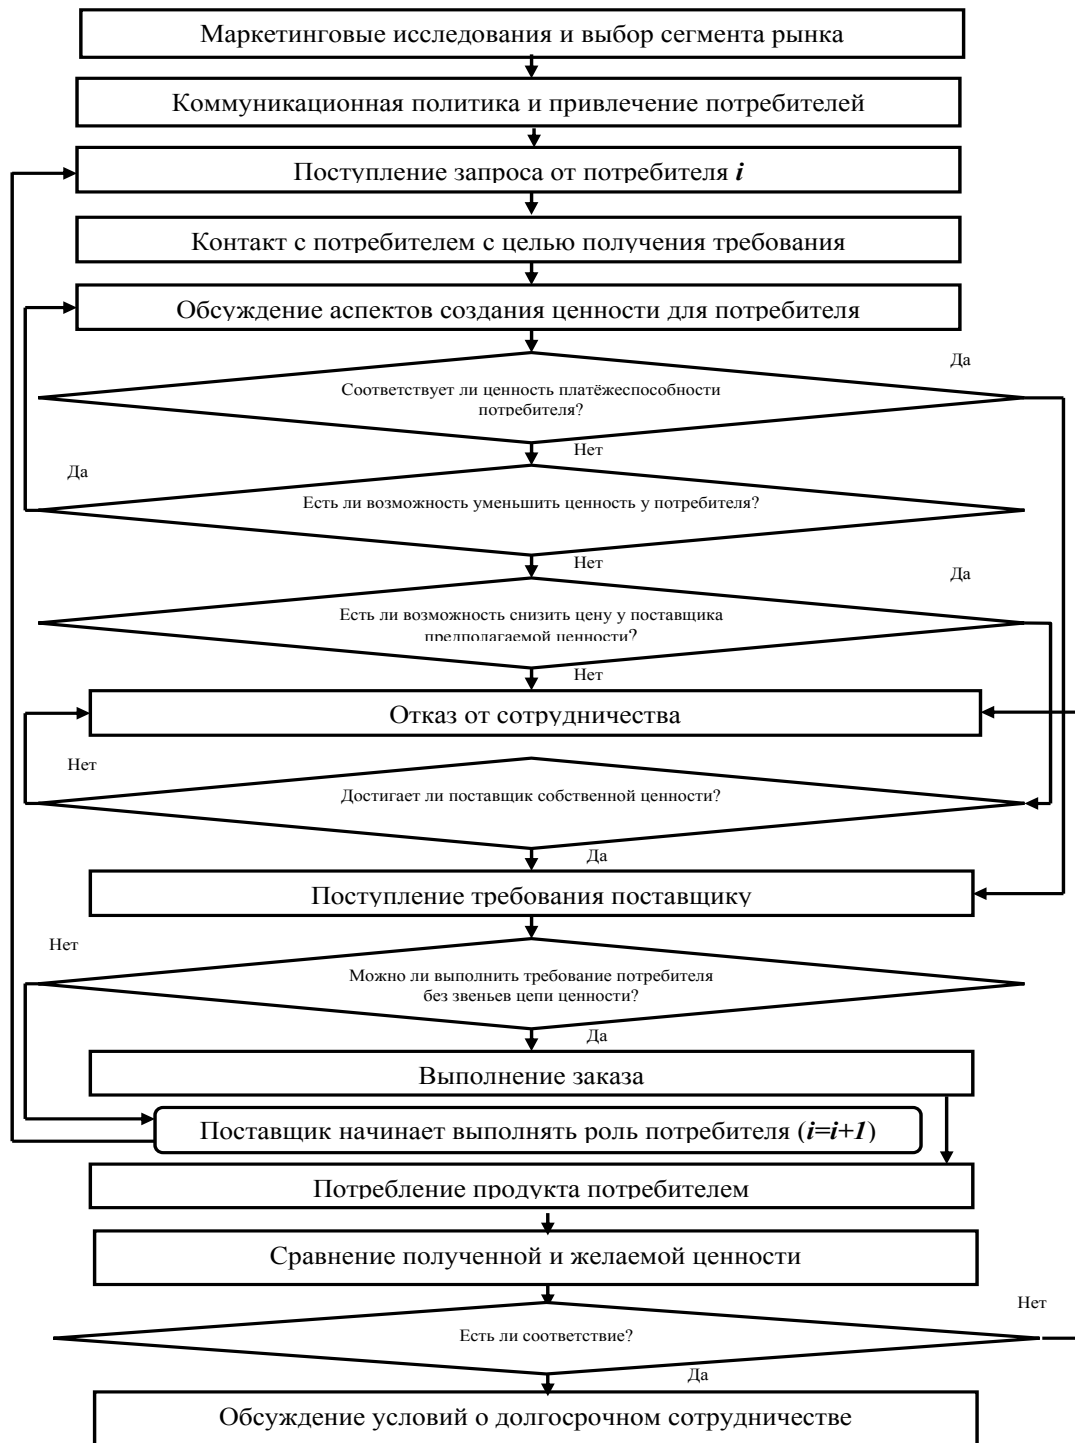 Маркетинговые исследования и выбор сегмента рынка
Коммуникационная политика и привлечение потребителей
Поступление запроса от потребителя i
Контакт с потребителем с целью получения требования
Обсуждение аспектов создания ценности для потребителя
Да
Соответствует ли ценность платёжеспособности
потребителя?
Нет
Да
Есть ли возможность уменьшить ценность у потребителя?
Нет
Да
Есть ли возможность снизить цену у поставщика
предполагаемой ценности?
Нет
Отказ от сотрудничества
Нет
Достигает ли поставщик собственной ценности?
Да
Поступление требования поставщику
Нет
Можно ли выполнить требование потребителя
без звеньев цепи ценности?
Да
Выполнение заказа
Поставщик начинает выполнять роль потребителя (i=i+1)
Потребление продукта потребителем
Сравнение полученной и желаемой ценности
Нет
Есть ли соответствие?
Да
Обсуждение условий о долгосрочном сотрудничестве